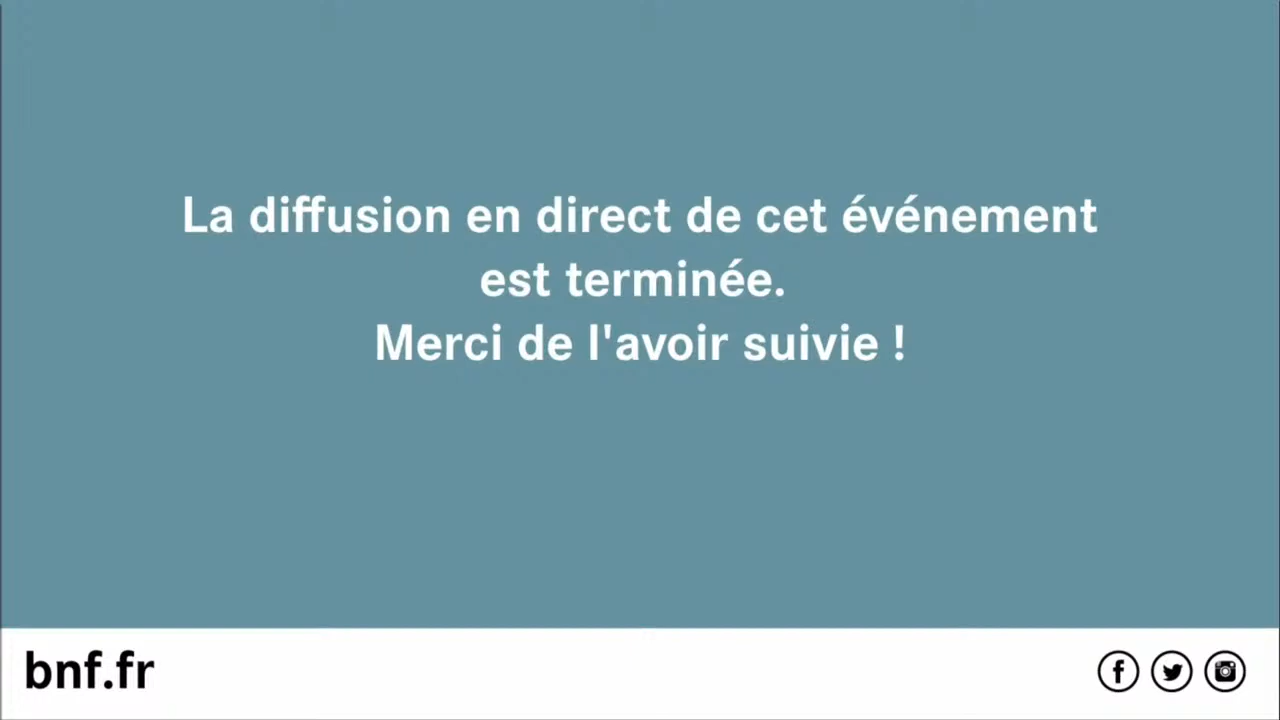 La diffusion en direct de cet événement
est terminée.
Merci de l'avoir suivie !
bnf.fr